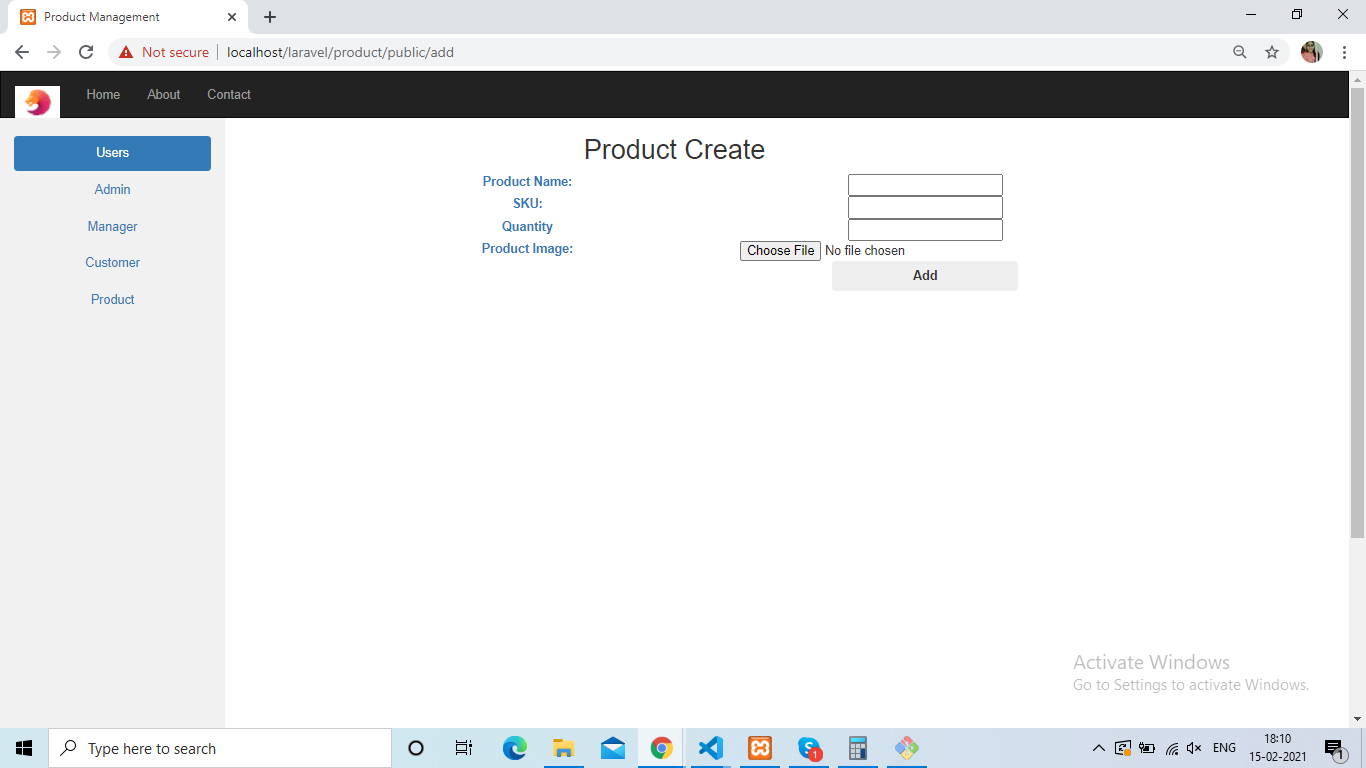 Product Management
Not secure localhost/laravel/product/public/add
Home About Contact
Users
Admin
Manager
Customer
Product
Product Create
Product Name:
SKU:
Quantity
Product Image: Choose File No file chosen
Add
Activate Windows
Go to Settings to activate Windows.
Type here to search
1
ENG
18:10
15-02-2021
1